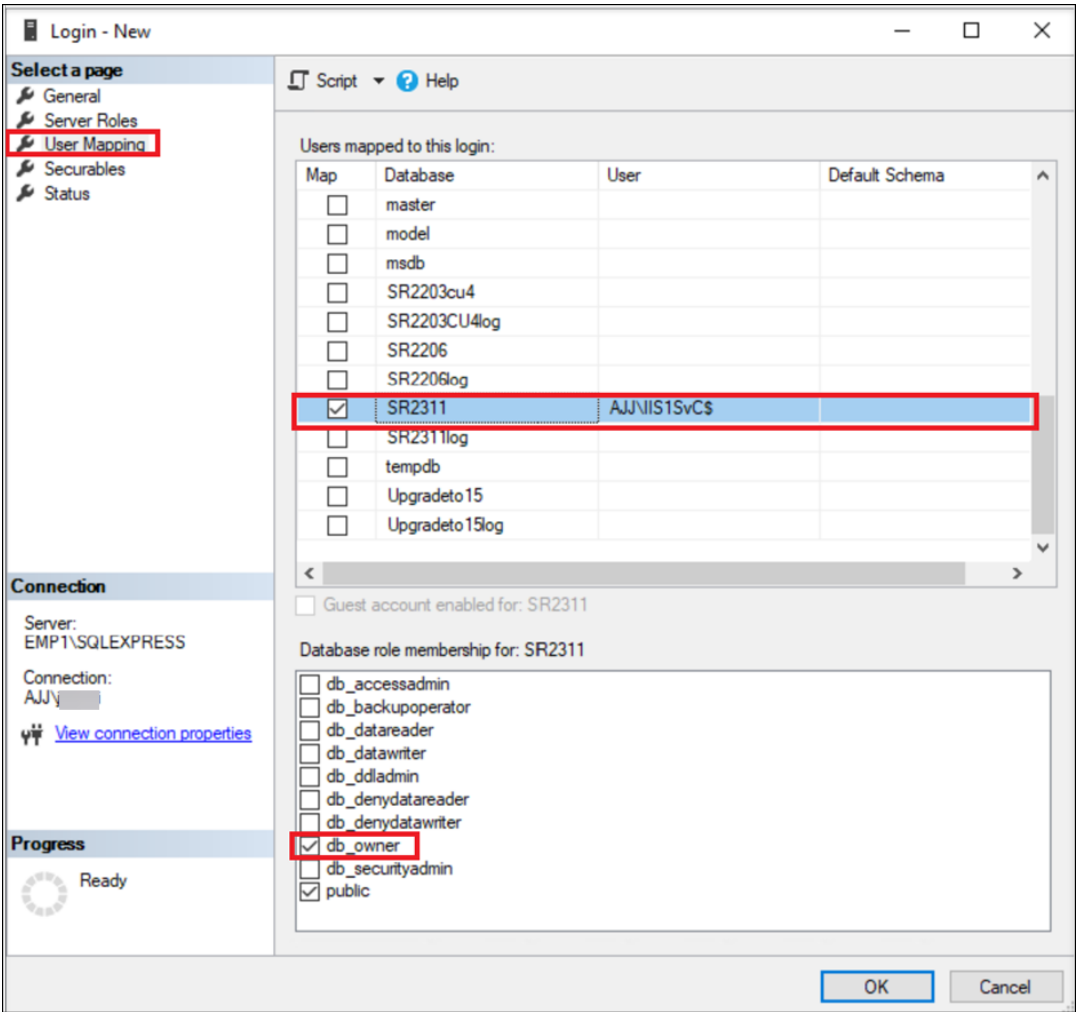 Login - New
Select a page
General
Server Roles
User Mapping
Securables
Status
Script
Help
Users mapped to this login:
Map Database User Default Schema
master
model
msdb
SR2203cu4
SR2203CU4log
SR2206
SR2206log
SR2311 AJJ\IIS1SvC$
SR2311log
tempdb
Upgradeto15
Upgradeto15log
Guest account enabled for: SR2311
Database role membership for: SR2311
db_accessadmin
db_backupoperator
db_datareader
db_datawriter
db_ddladmin
db_denydatareader
db_denydatawriter
db_owner
db_securityadmin
public
Connection
Server:
EMP1\SQLEXPRESS
Connection:
AJJ\
View connection properties
Progress
Ready
OK Cancel